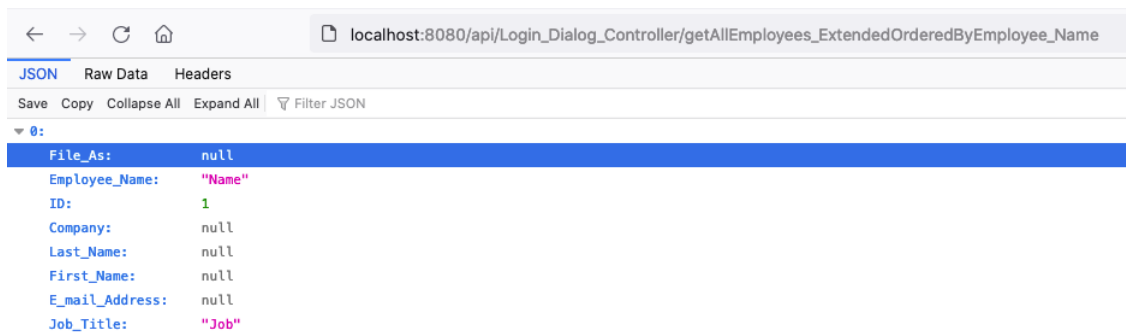 localhost:8080/api/Login_Dialog_Controller/getAllEmployees_ExtendedOrderedByEmployee_Name
JSON Raw Data Headers
Save Copy Collapse All Expand All Filter JSON
0:
File_As: null
Employee_Name: "Name"
ID: 1
Company: null
Last_Name: null
First_Name: null
E_mail_Address: null
Job_Title: "Job"